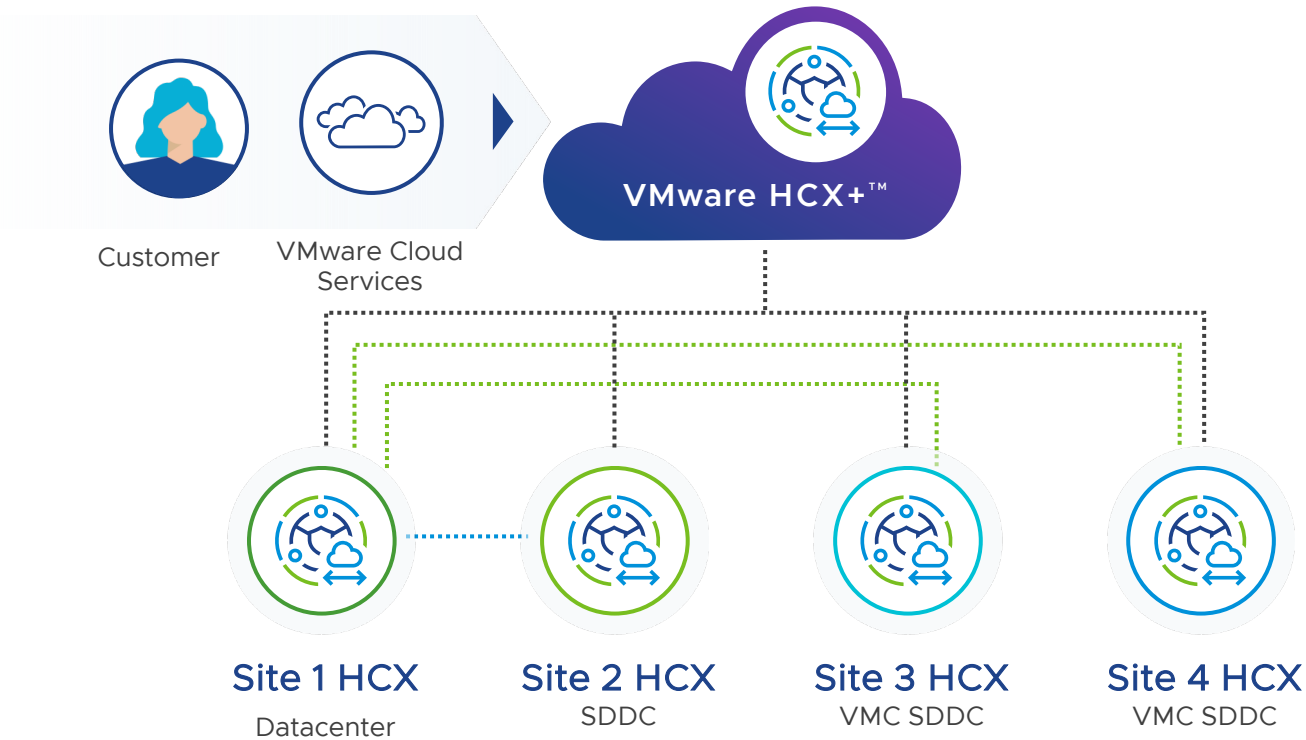 VMware HCX+™
Customer
VMware Cloud
Services
Site 1 HCX
Datacenter
Site 2 HCX
SDDC
Site 3 HCX
VMC SDDC
Site 4 HCX
VMC SDDC